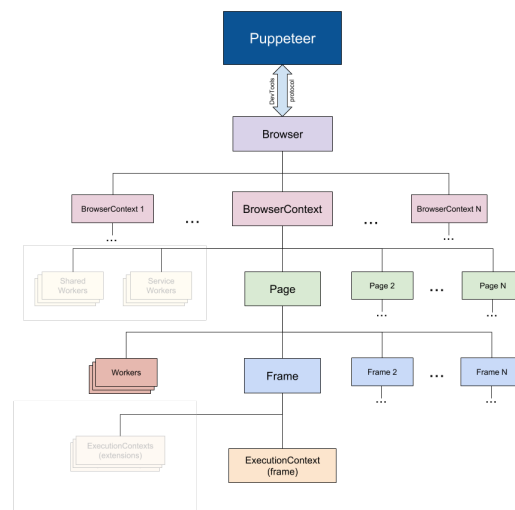 Puppeteer
DevTools
protocol
Browser
BrowserContext 1
...
BrowserContext
...
BrowserContext N
...
...
Shared
Workers
Service
Workers
Page
Page 2
...
Page N
...
...
Workers
Frame
Frame 2
...
Frame N
...
...
ExecutionContexts
(extensions)
ExecutionContext
(frame)